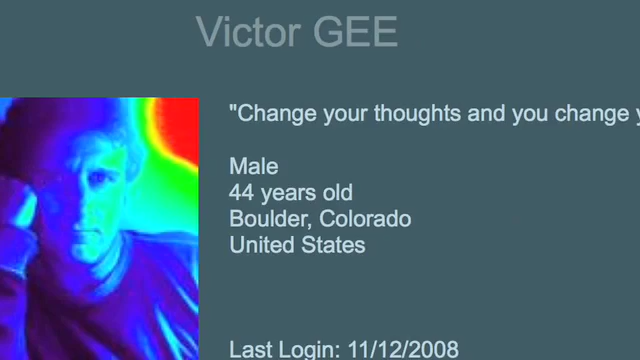 Victor GEE
"Change your thoughts and you change
Male
44 years old
Boulder, Colorado
United States
Last Login: 11/12/2008